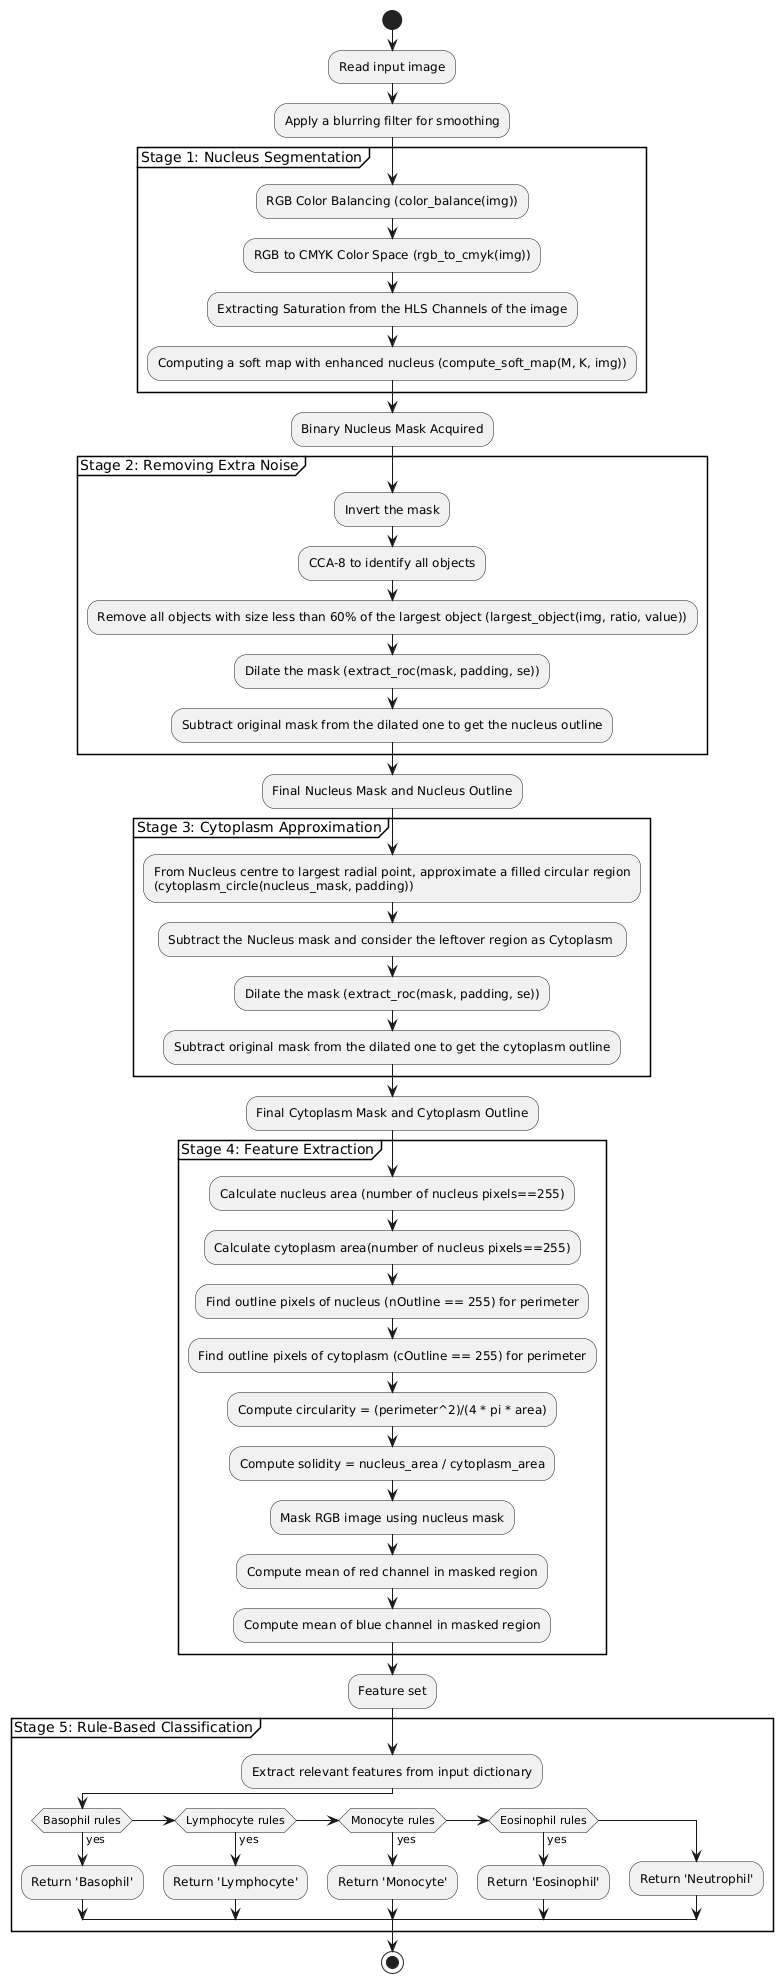 Read input image
Apply a blurring filter for smoothing
Stage 1: Nucleus Segmentation
RGB Color Balancing (color_balance(img))
RGB to CMYK Color Space (rgb_to_cmyk(img))
Extracting Saturation from the HLS Channels of the image
Computing a soft map with enhanced nucleus (compute_soft_map(M, K, img))
Binary Nucleus Mask Acquired
Stage 2: Removing Extra Noise
Invert the mask
CCA-8 to identify all objects
Remove all objects with size less than 60% of the largest object (largest_object(img, ratio, value))
Dilate the mask (extract_roc(mask, padding, se))
Subtract original mask from the dilated one to get the nucleus outline
Final Nucleus Mask and Nucleus Outline
Stage 3: Cytoplasm Approximation
From Nucleus centre to largest radial point, approximate a filled circular region
(cytoplasm_circle(nucleus_mask, padding))
Subtract the Nucleus mask and consider the leftover region as Cytoplasm
Dilate the mask (extract_roc(mask, padding, se))
Subtract original mask from the dilated one to get the cytoplasm outline
Final Cytoplasm Mask and Cytoplasm Outline
Stage 4: Feature Extraction
Calculate nucleus area (number of nucleus pixels==255)
Calculate cytoplasm area(number of nucleus pixels==255)
Find outline pixels of nucleus (nOutline == 255) for perimeter
Find outline pixels of cytoplasm (cOutline == 255) for perimeter
Compute circularity = (perimeter^2)/(4 * pi * area)
Compute solidity = nucleus_area / cytoplasm_area
Mask RGB image using nucleus mask
Compute mean of red channel in masked region
Compute mean of blue channel in masked region
Feature set
Stage 5: Rule-Based Classification
Extract relevant features from input dictionary
Basophil rules
Lymphocyte rules
Monocyte rules
Eosinophil rules
yes
yes
yes
yes
Return 'Basophil'
Return 'Lymphocyte'
Return 'Monocyte'
Return 'Eosinophil'
Return 'Neutrophil'